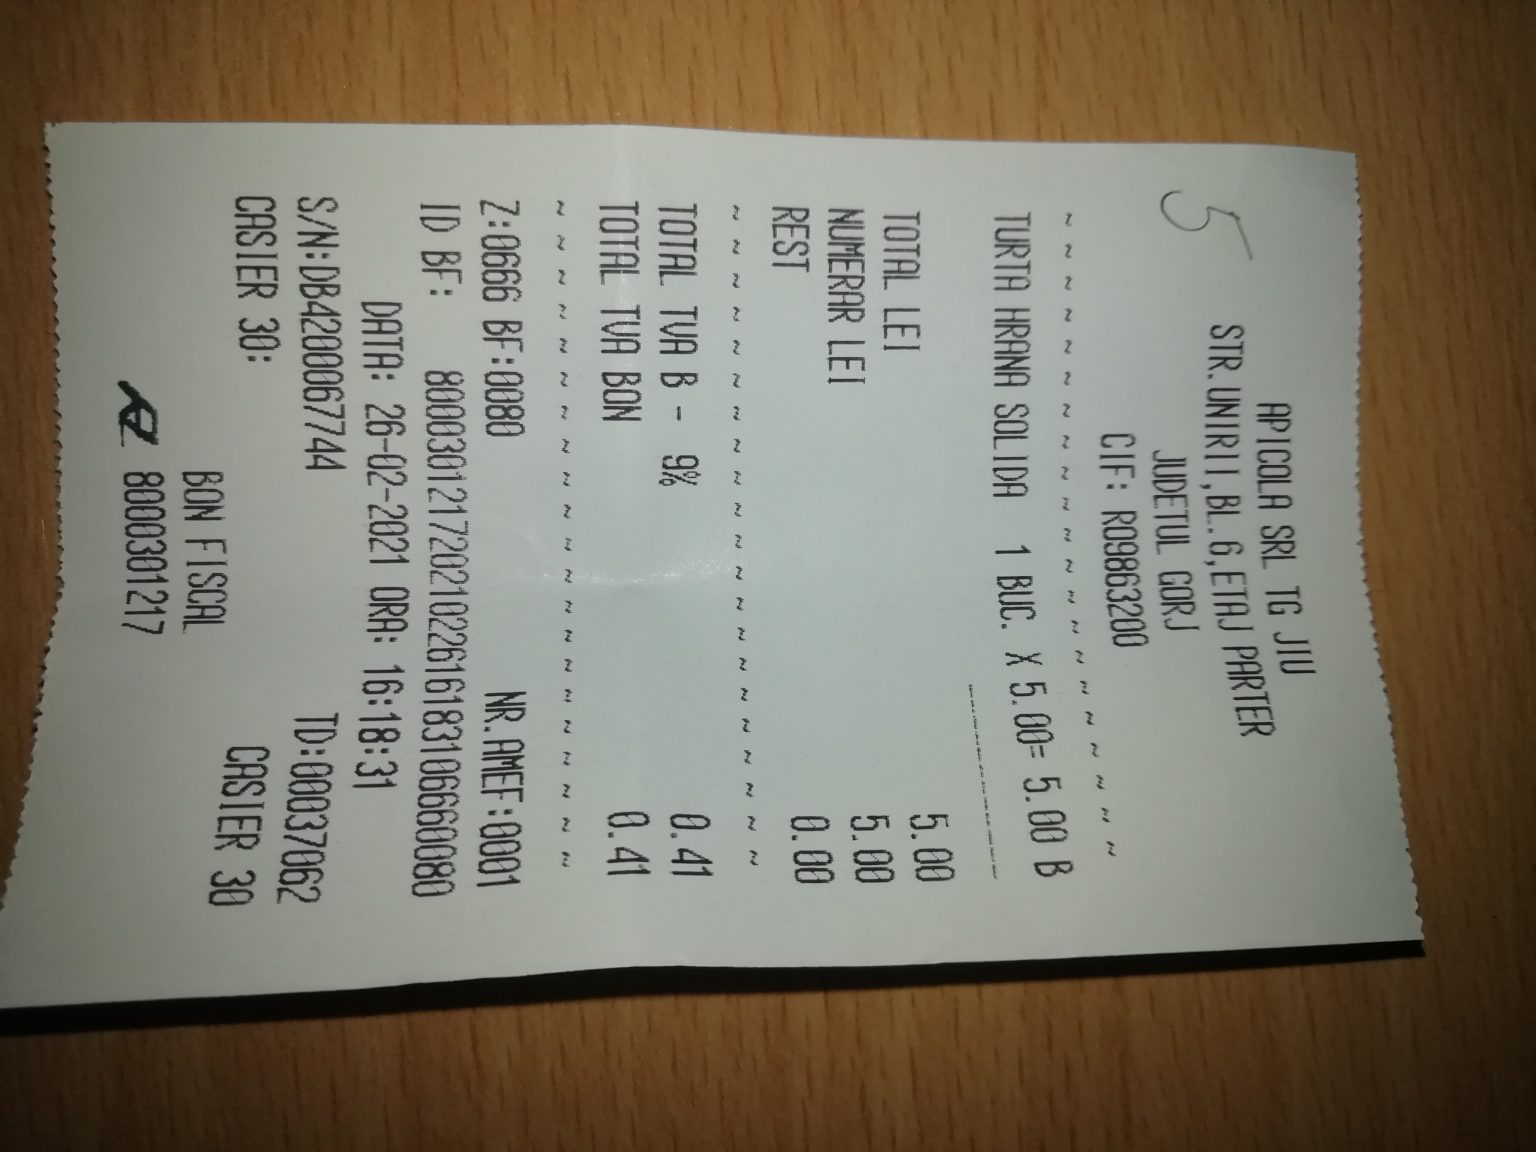 5
APICOLA SRL TG JIU
STR.UNIRII,BL.6,ETAJ PARTER
JUDETUL GORJ
CIF: RO9863200
~ ~ ~ ~ ~ ~ ~ ~ ~ ~ ~ ~ ~ ~ ~ ~ ~ ~ ~ ~
TURTA HRANA SOLIDA 1 BUC. X 5.00= 5.00 B
TOTAL LEI 5.00
NUMERAR LEI 5.00
REST 0.00
~ ~ ~ ~ ~ ~ ~ ~ ~ ~ ~ ~ ~ ~ ~ ~ ~ ~ ~ ~
TOTAL TVA B - 9% 0.41
TOTAL TVA BON 0.41
~ ~ ~ ~ ~ ~ ~ ~ ~ ~ ~ ~ ~ ~ ~ ~ ~ ~ ~ ~
Z:0666 BF:0080 NR.AMEF:0001
ID BF: 80003012172021022616183106660080
DATA: 26-02-2021 ORA: 16:18:31
S/N:DB4200067744 TD:00037062
CASIER 30: CASIER 30
BON FISCAL
8000301217